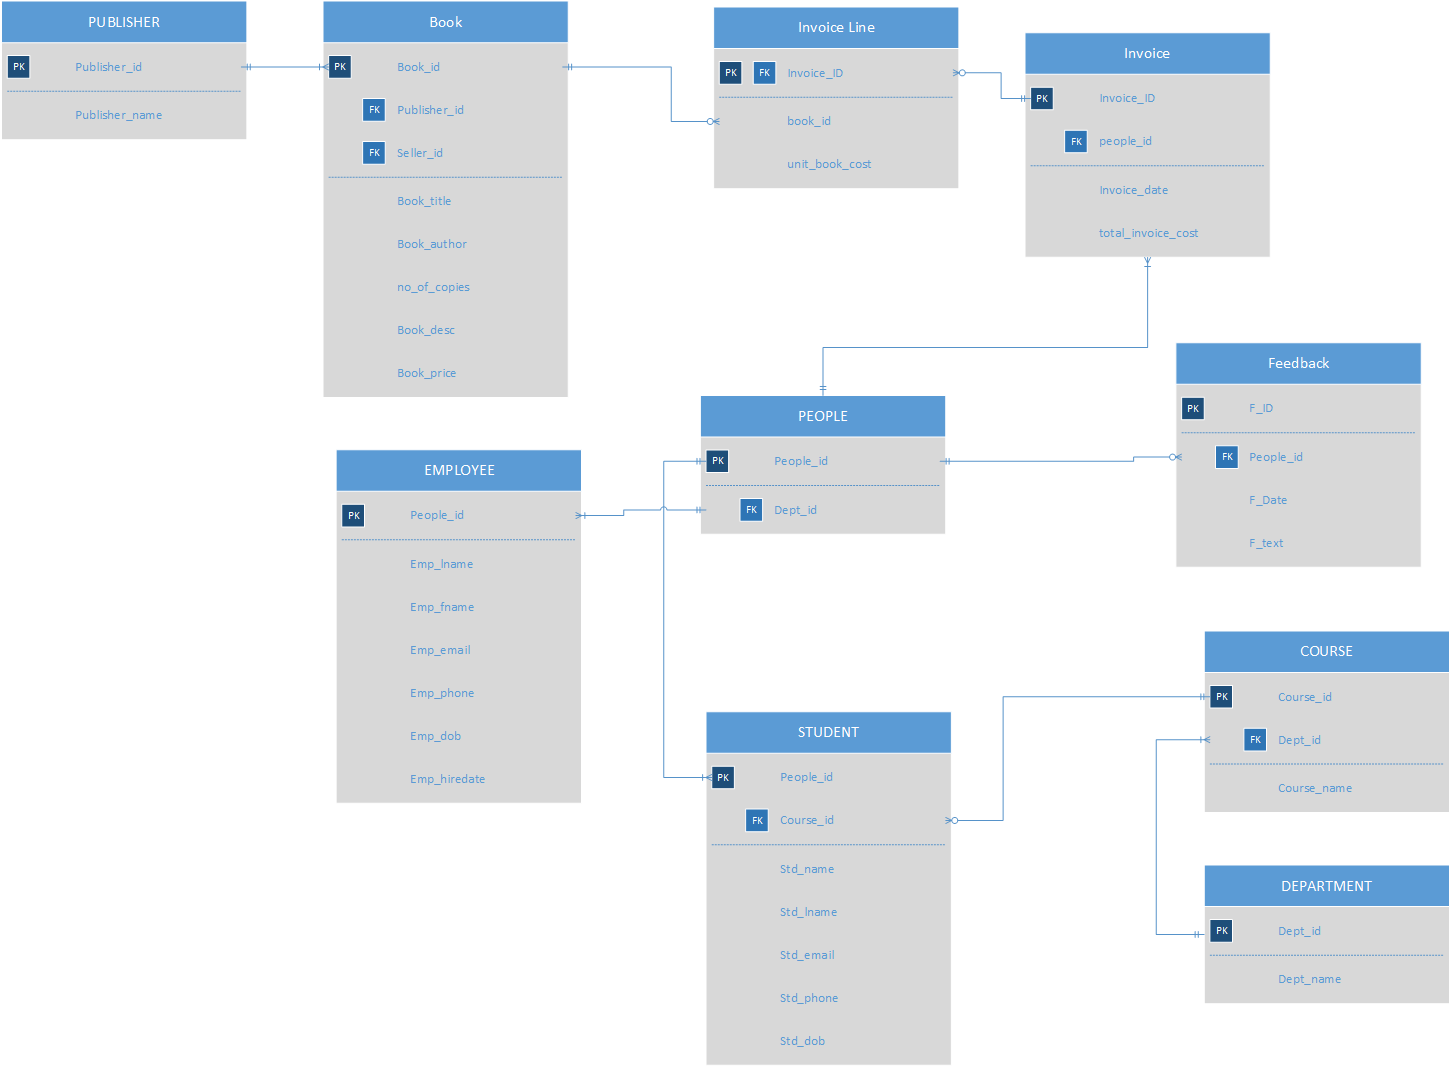 PUBLISHER
PK Publisher_id
Publisher_name
Book
PK Book_id
FK Publisher_id
FK Seller_id
Book_title
Book_author
no_of_copies
Book_desc
Book_price
Invoice Line
PK FK Invoice_ID
book_id
unit_book_cost
Invoice
PK Invoice_ID
FK people_id
Invoice_date
total_invoice_cost
Feedback
PK F_ID
FK People_id
F_Date
F_text
PEOPLE
PK People_id
FK Dept_id
EMPLOYEE
PK People_id
Emp_lname
Emp_fname
Emp_email
Emp_phone
Emp_dob
Emp_hiredate
STUDENT
PK People_id
FK Course_id
Std_name
Std_lname
Std_email
Std_phone
Std_dob
COURSE
PK Course_id
FK Dept_id
Course_name
DEPARTMENT
PK Dept_id
Dept_name